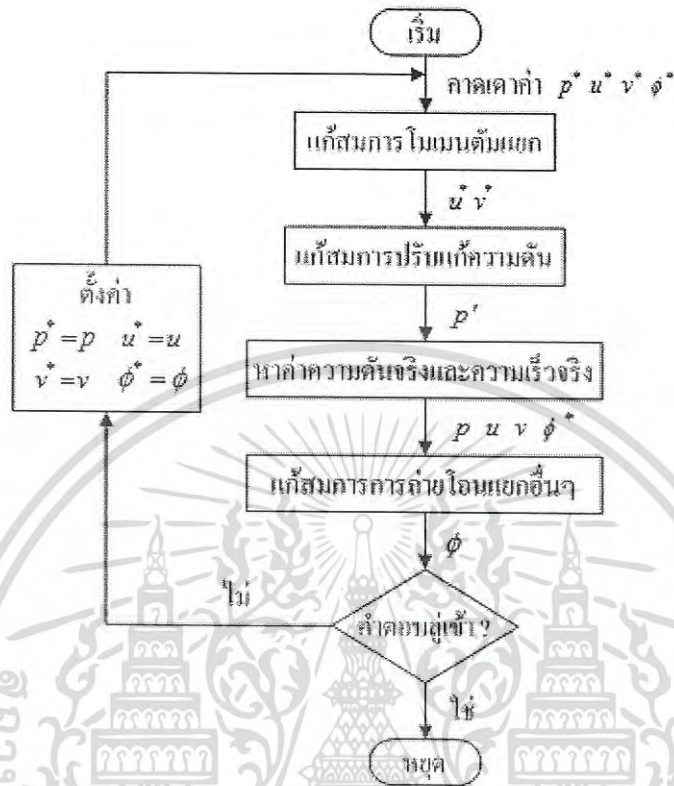 เริ่ม
คาดเดาค่า p* u* v* ϕ*
แก้สมการโมเมนตัมแยก
u* v*
แก้สมการปรับแก้ความดัน
p'
หาค่าความดันจริงและความเร็วจริง
p u v ϕ*
แก้สมการการถ่ายโอนแยกอื่นๆ
ϕ
คำตอบลู่เข้า?
ไม่
ตั้งค่า
p* = p u* = u
v* = v ϕ* = ϕ
ใช่
หยุด